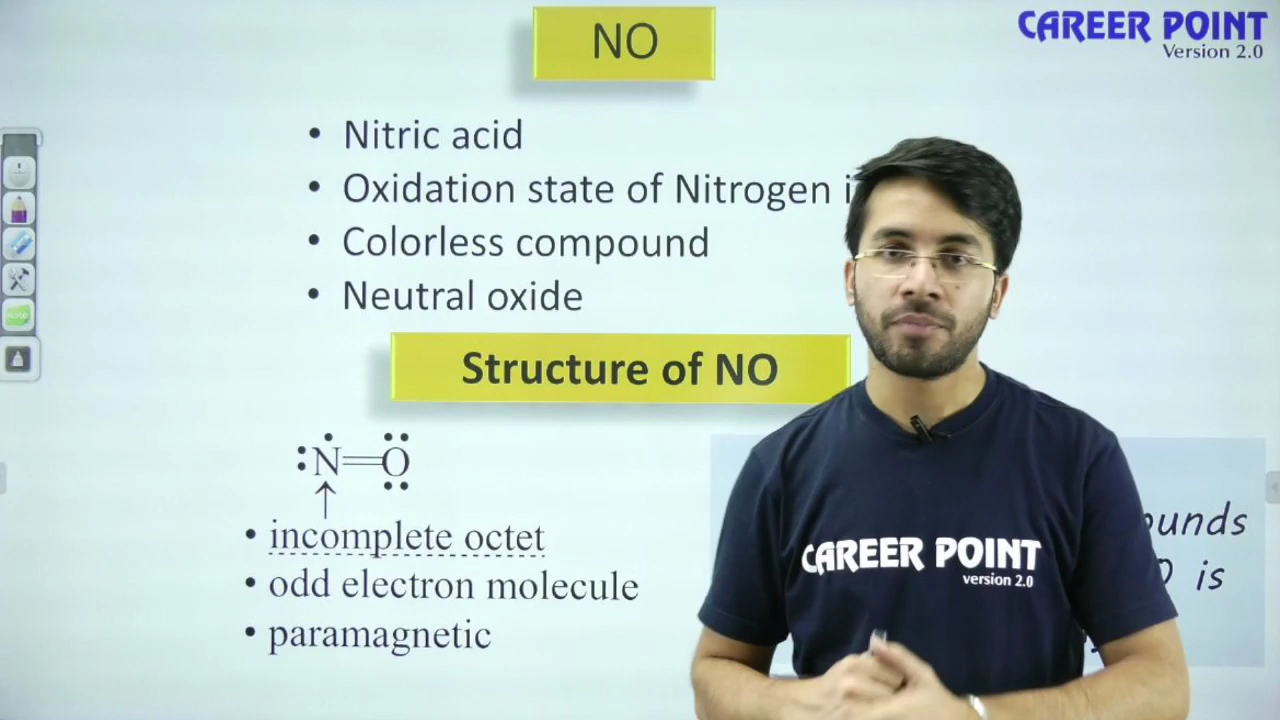 NO
CAREER POINT
Version 2.0
• Nitric acid
• Oxidation state of Nitrogen
• Colorless compound
• Neutral oxide
Structure of NO
N=O
• incomplete octet
• odd electron molecule
• paramagnetic
is
CAREER POINT
version 2.0